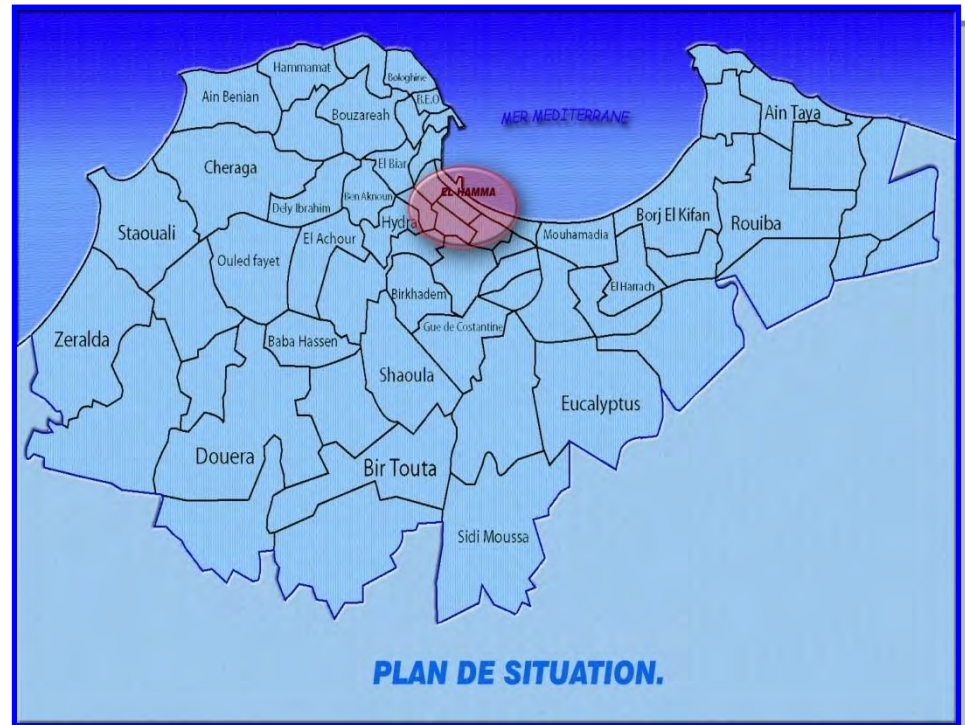 Hammamat
Bologhine
Ain Benian
B.E.O
Bouzareah
MER MEDITERRANE
Ain Taya
Cheraga
El Biar
EL HAMMA
Ben Aknoun
Dely Ibrahim
Staouali
Hydra
Borj El Kifan
Rouiba
El Achour
Mouhamadia
Ouled fayet
El Harrach
Birkhadem
Gue de Costantine
Zeralda
Baba Hassen
Shaoula
Eucalyptus
Douera
Bir Touta
Sidi Moussa
PLAN DE SITUATION.